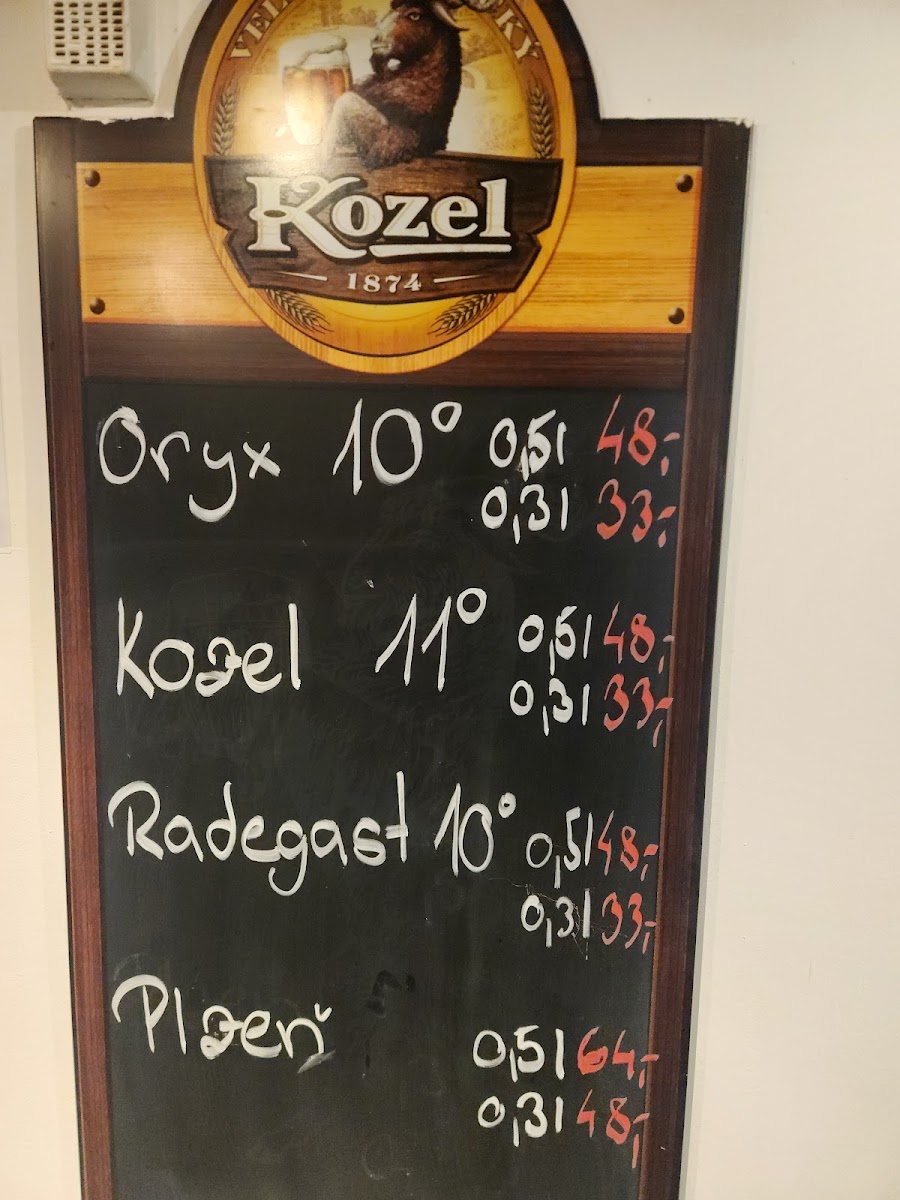 Kozel
1874
Oryx 10° 0,5l 48,-
0,3l 33,-
Kozel 11° 0,5l 48,-
0,3l 33,-
Radegast 10° 0,5l 48,-
0,3l 33,-
Plzeň
0,5l 64,-
0,3l 48,-